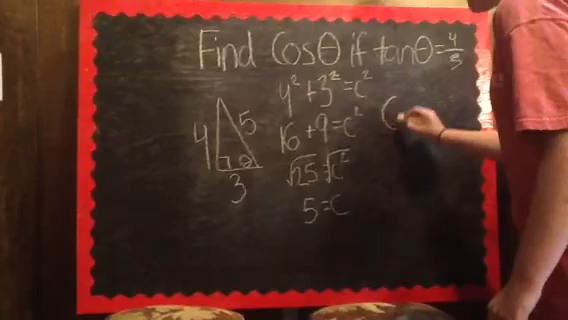 Find Cosθ if tanθ=4/3
4²+3²=c²
16+9=c²
√25=√c²
5=c
4
5
θ
3
C